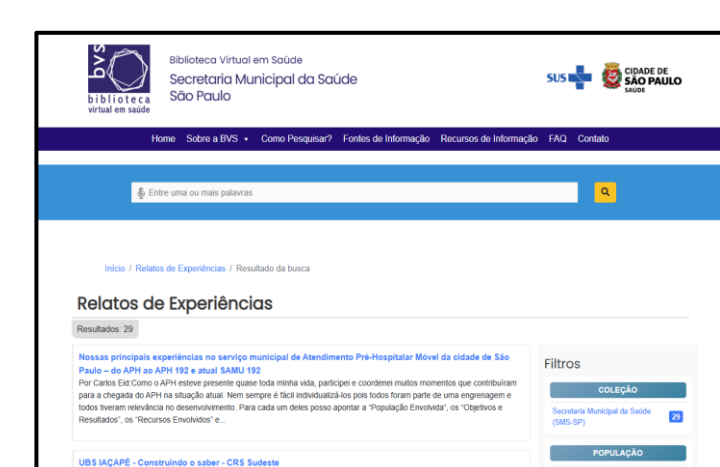 bvs
biblioteca
virtual em saúde
Biblioteca Virtual em Saúde
Secretaria Municipal da Saúde
São Paulo
SUS
CIDADE DE
SÃO PAULO
SAÚDE
Home Sobre a BVS Como Pesquisar? Fontes de Informação Recursos de Informação FAQ Contato
Entre uma ou mais palavras
Início / Relatos de Experiências / Resultado da busca
Relatos de Experiências
Resultados: 29
Nossas principais experiências no serviço municipal de Atendimento Pré-Hospitalar Móvel da cidade de São
Paulo – do APH ao APH 192 e atual SAMU 192
Por Carlos Eid:Como o APH esteve presente quase toda minha vida, participei e coordenei muitos momentos que contribuíram
para a chegada do APH na situação atual. Nem sempre é fácil individualizá-los pois todos foram parte de uma engrenagem e
todos tiveram relevância no desenvolvimento. Para cada um deles posso apontar a “População Envolvida”, os “Objetivos e
Resultados”, os “Recursos Envolvidos” e...
UBS IAÇAPÊ - Construindo o saber - CRS Sudeste
Filtros
COLEÇÃO
Secretaria Municipal da Saúde
(SMS-SP)
29
POPULAÇÃO